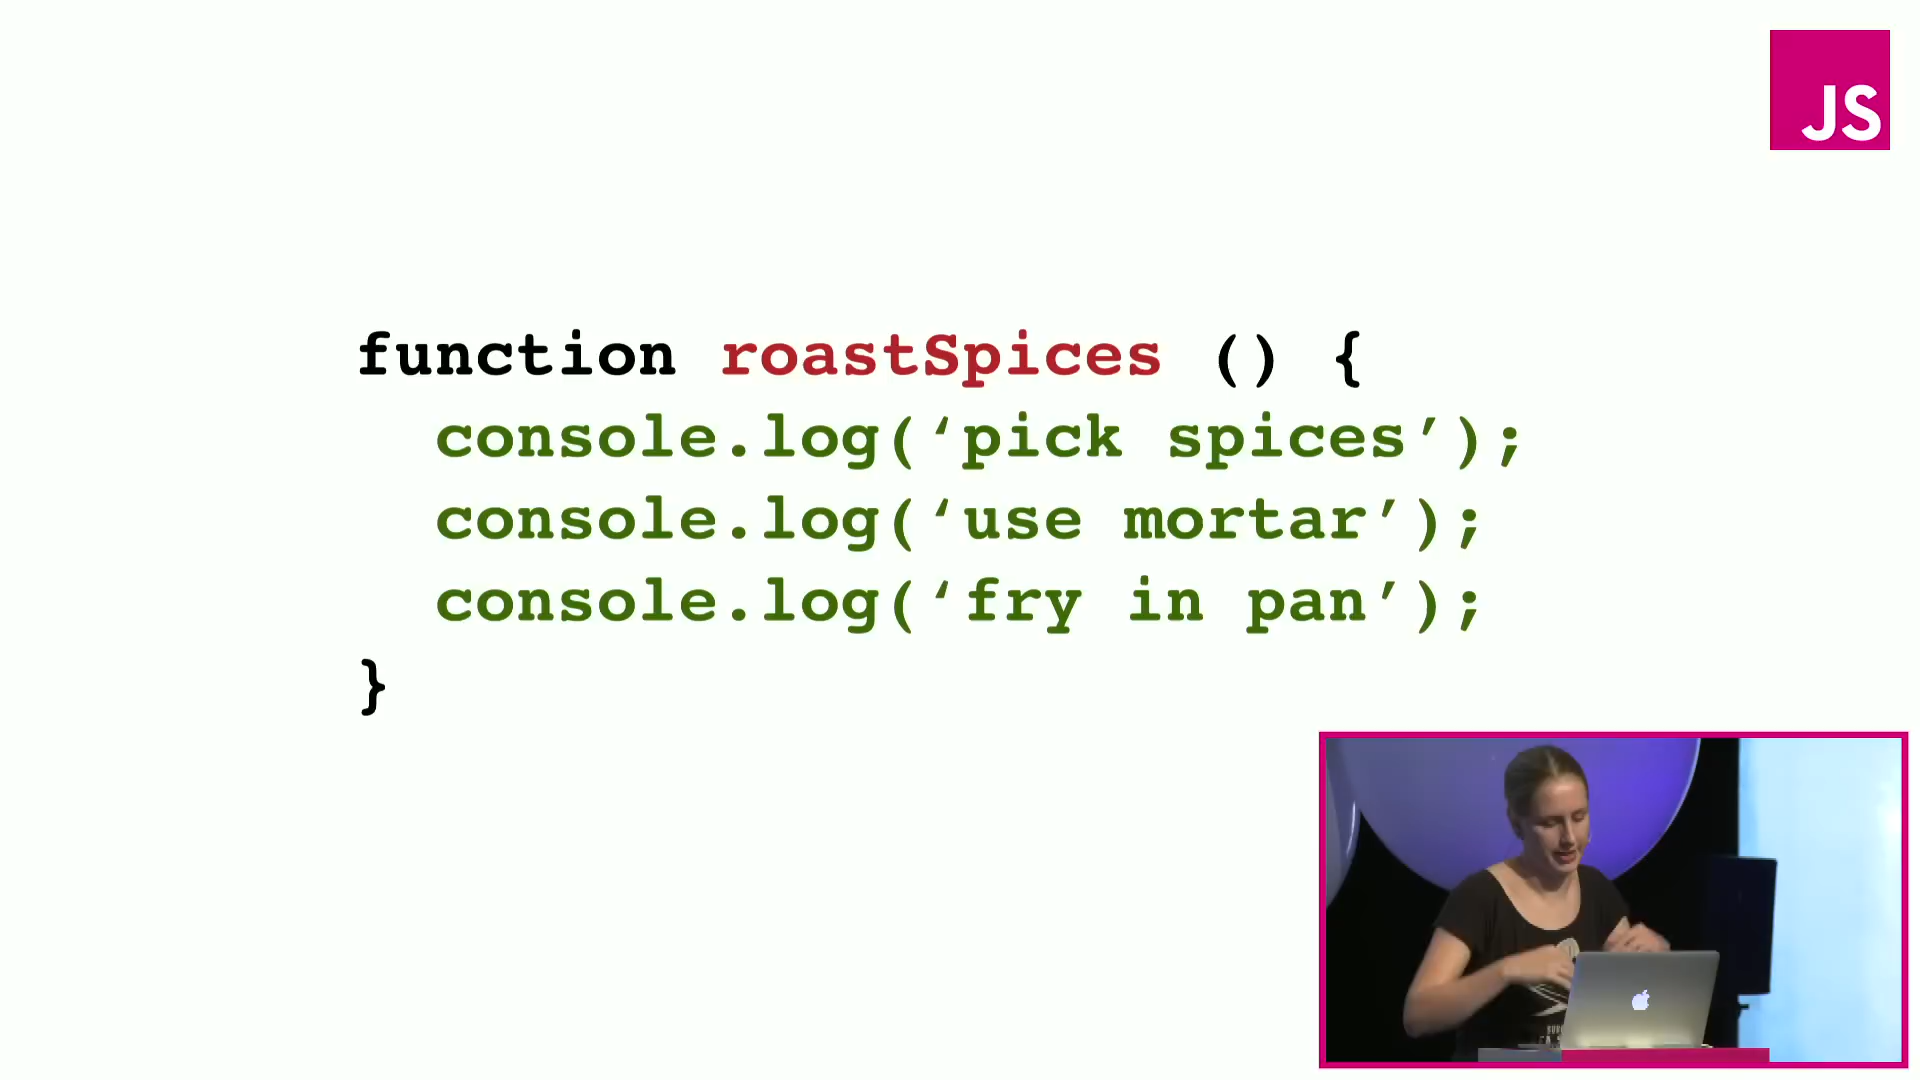 JS
function roastSpices () {
console.log(‘pick spices’);
console.log(‘use mortar’);
console.log(‘fry in pan’);
}